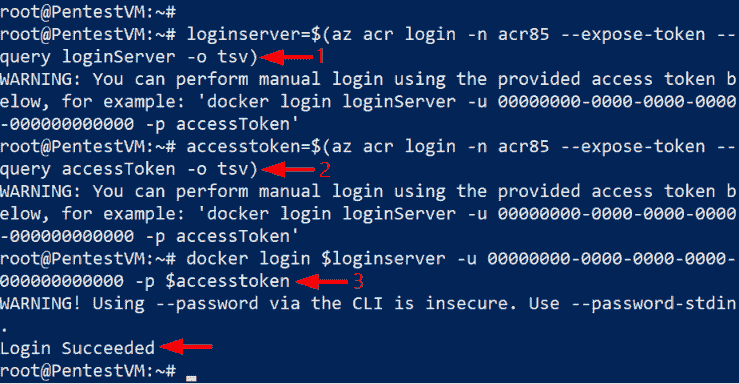 root@PentestVM:~#
root@PentestVM:~# loginserver=$(az acr login -n acr85 --expose-token --
query loginServer -o tsv) 1
WARNING: You can perform manual login using the provided access token b
elow, for example: 'docker login loginServer -u 00000000-0000-0000-0000
-000000000000 -p accessToken'
root@PentestVM:~# accesstoken=$(az acr login -n acr85 --expose-token --
query accessToken -o tsv) 2
WARNING: You can perform manual login using the provided access token b
elow, for example: 'docker login loginServer -u 00000000-0000-0000-0000
-000000000000 -p accessToken'
root@PentestVM:~# docker login $loginserver -u 00000000-0000-0000-0000-
000000000000 -p $accesstoken 3
WARNING! Using --password via the CLI is insecure. Use --password-stdin
.
Login Succeeded
root@PentestVM:~#